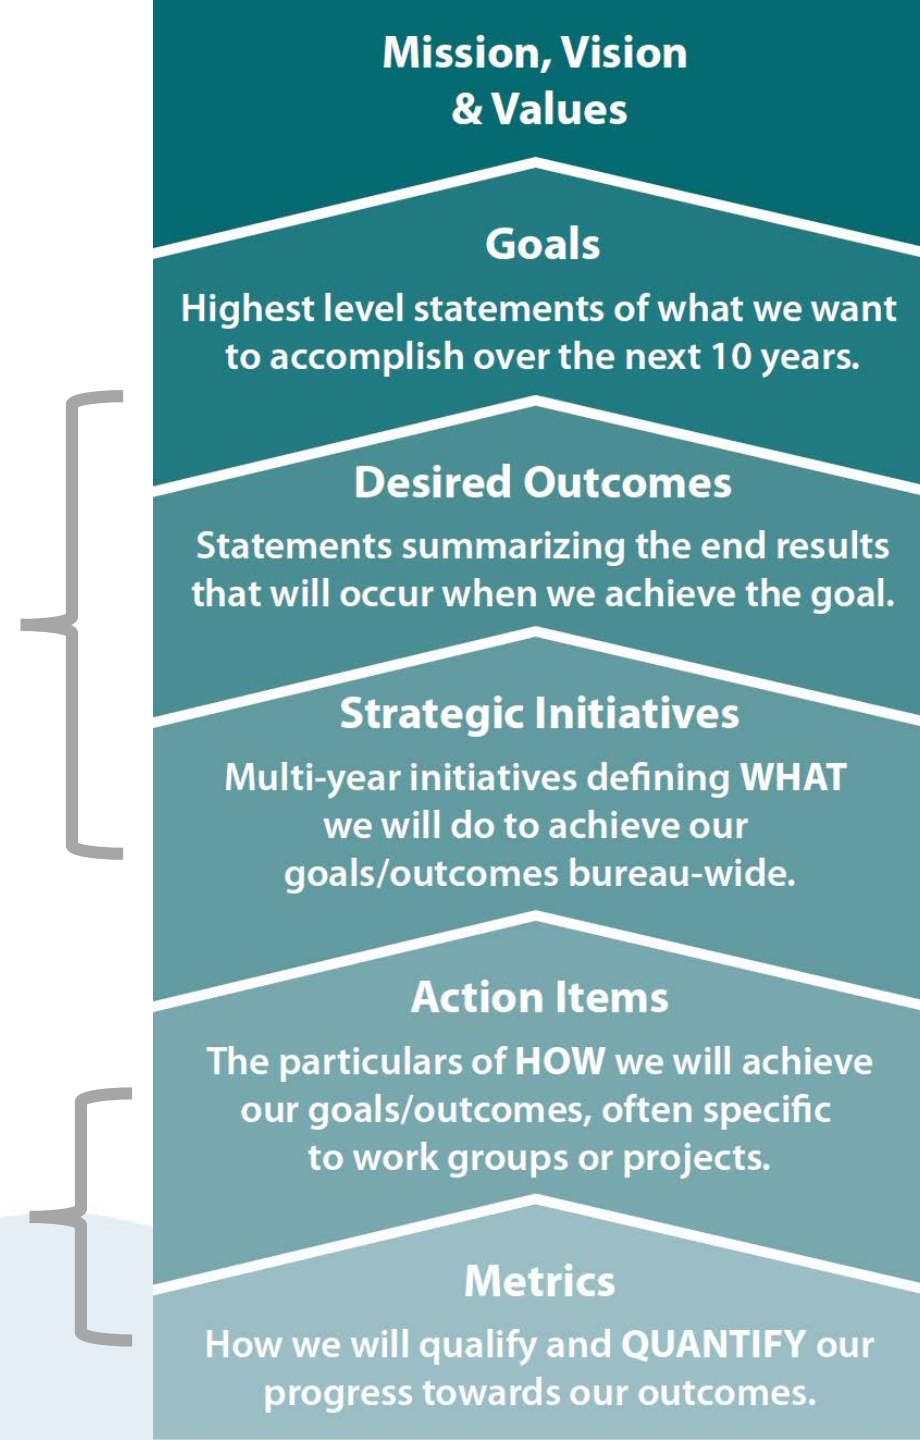 Mission, Vision
& Values
Goals
Highest level statements of what we want
to accomplish over the next 10 years.
Desired Outcomes
Statements summarizing the end results
that will occur when we achieve the goal.
Strategic Initiatives
Multi-year initiatives defining WHAT
we will do to achieve our
goals/outcomes bureau-wide.
Action Items
The particulars of HOW we will achieve
our goals/outcomes, often specific
to work groups or projects.
Metrics
How we will qualify and QUANTIFY our
progress towards our outcomes.